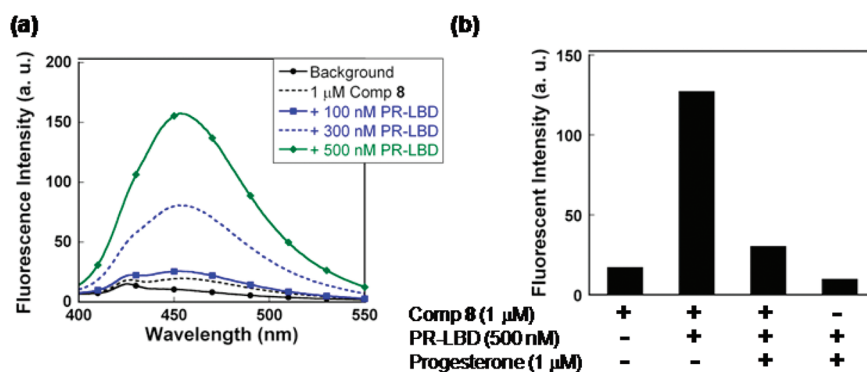 (a)
200
150
100
50
0
400
450
500
550
Fluorescence Intensity (a. u.)
Wavelength (nm)
Background
1 μM Comp 8
+ 100 nM PR-LBD
+ 300 nM PR-LBD
+ 500 nM PR-LBD
(b)
150
100
50
0
Fluorescent Intensity (a. u.)
Comp 8 (1 μM) + + + -
PR-LBD (500 nM) - + + +
Progesterone (1 μM) - - + +